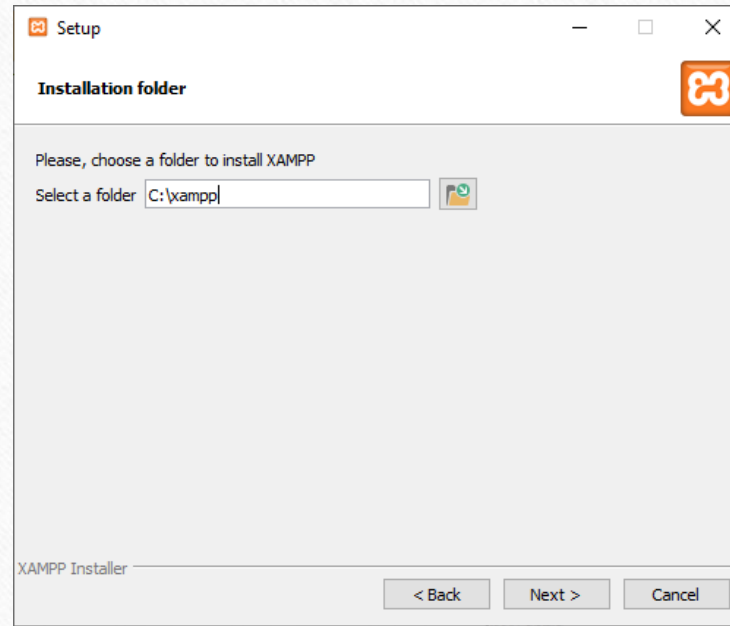 Setup
Installation folder
Please, choose a folder to install XAMPP
Select a folder C:\xampp
XAMPP Installer
< Back Next > Cancel